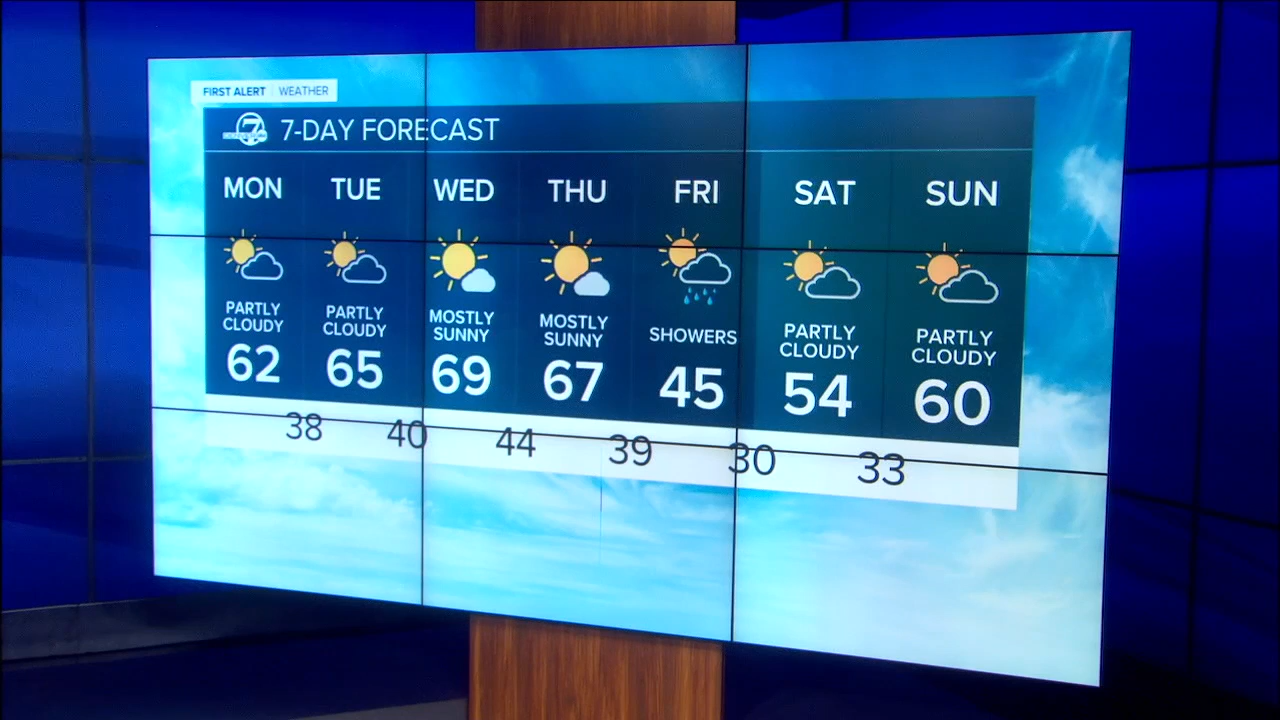 FIRST ALERT | WEATHER
7 7-DAY FORECAST
MON TUE WED THU FRI SAT SUN
PARTLY CLOUDY PARTLY CLOUDY MOSTLY SUNNY MOSTLY SUNNY SHOWERS PARTLY CLOUDY PARTLY CLOUDY
62 65 69 67 45 54 60
38 40 44 39 30 33